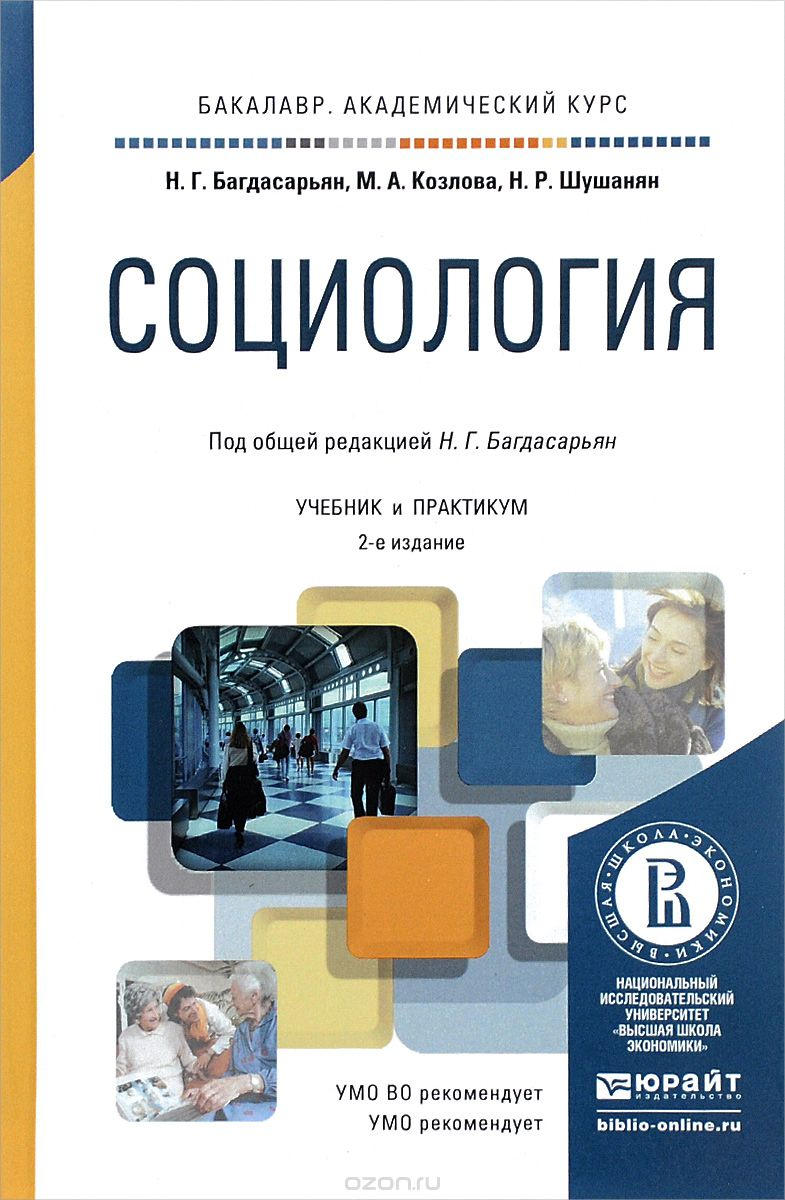 БАКАЛАВР. АКАДЕМИЧЕСКИЙ КУРС
Н. Г. Багдасарьян, М. А. Козлова, Н. Р. Шушанян
СОЦИОЛОГИЯ
Под общей редакцией Н. Г. Багдасарьян
УЧЕБНИК и ПРАКТИКУМ
2-е издание
ВЫСШАЯ·ШКОЛА·ЭКОНОМИКИ·
НАЦИОНАЛЬНЫЙ
ИССЛЕДОВАТЕЛЬСКИЙ
УНИВЕРСИТЕТ
«ВЫСШАЯ ШКОЛА
ЭКОНОМИКИ»
УМО ВО рекомендует
УМО рекомендует
ЮРАЙТ
издательство
biblio-online.ru
ozon.ru